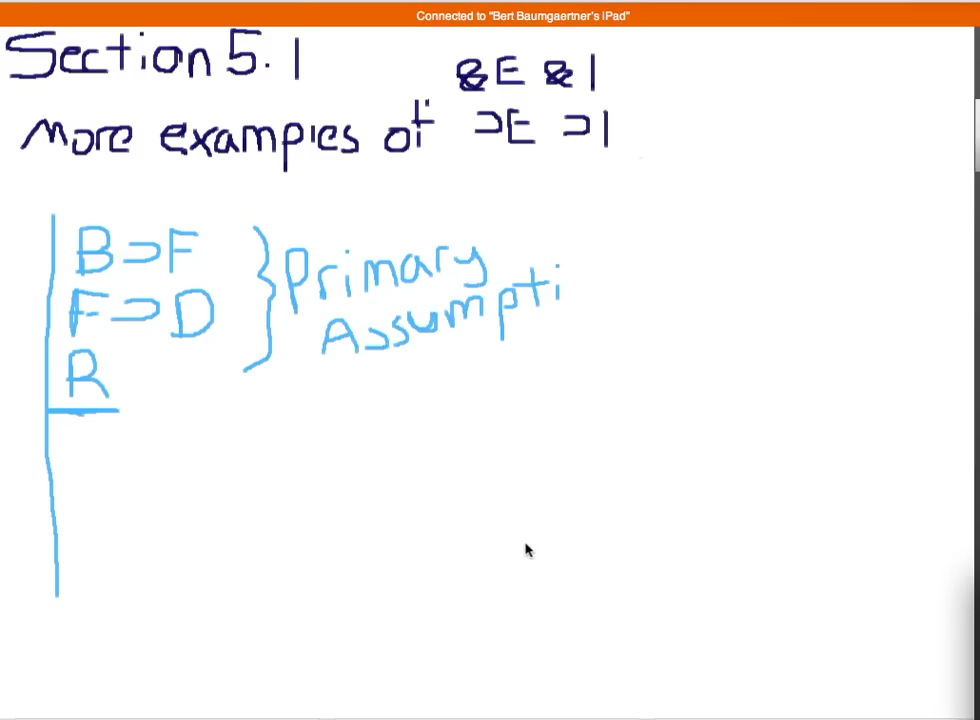 Connected to "Bert Baumgaertner's iPad"
Section 5.1
&E &I
More examples of ⊃E ⊃I
B⊃F
F⊃D
R
Primary
Assumpti